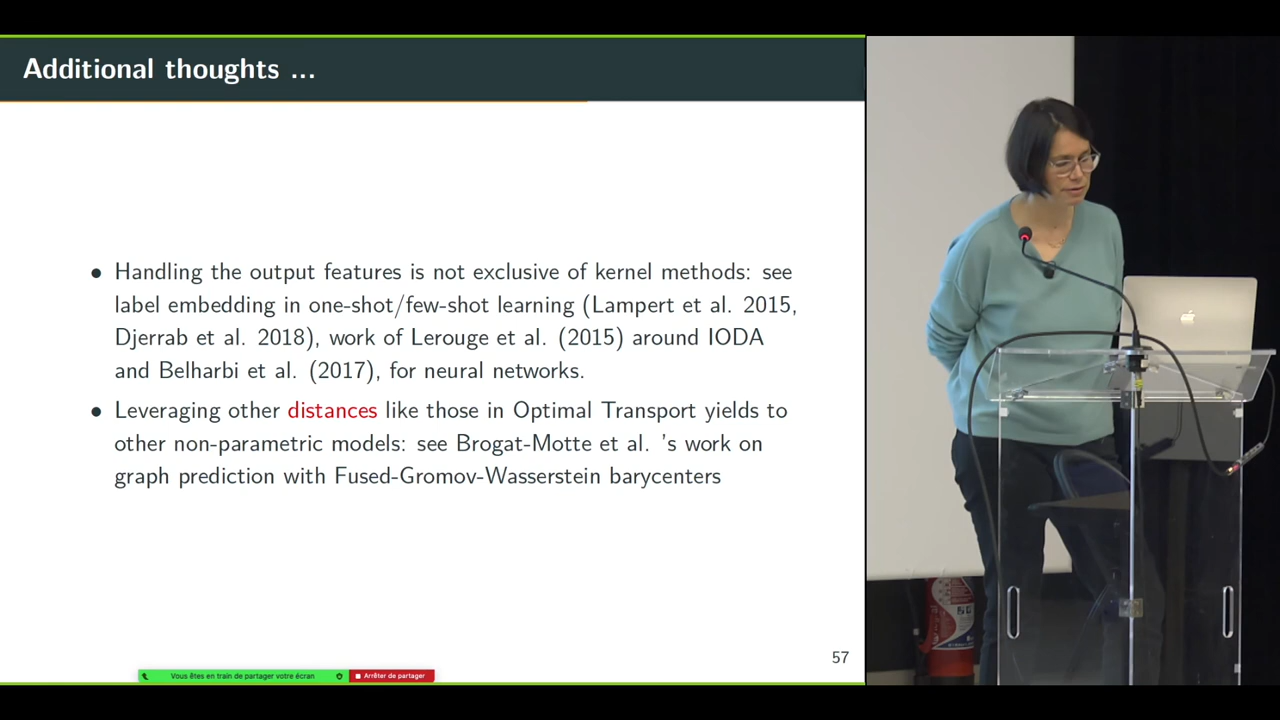 Additional thoughts ...
• Handling the output features is not exclusive of kernel methods: see
label embedding in one-shot/few-shot learning (Lampert et al. 2015,
Djerrab et al. 2018), work of Lerouge et al. (2015) around IODA
and Belharbi et al. (2017), for neural networks.
• Leveraging other distances like those in Optimal Transport yields to
other non-parametric models: see Brogat-Motte et al. 's work on
graph prediction with Fused-Gromov-Wasserstein barycenters
57
Vous êtes en train de partager votre écran
Arrêter de partager